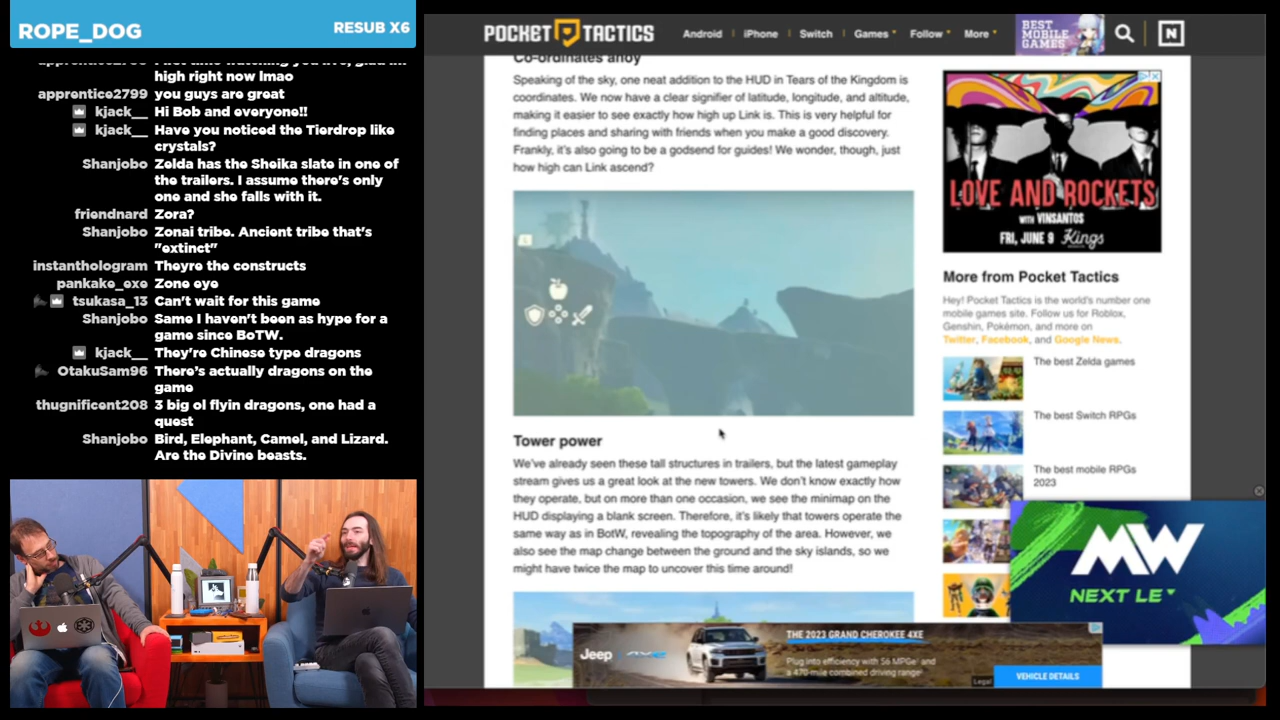 ROPE_DOG
RESUB X6
high right now lmao
apprentice2799 you guys are great
kjack__ Hi Bob and everyone!!
kjack__ Have you noticed the Tierdrop like
crystals?
Shanjobo Zelda has the Sheika slate in one of
the trailers. I assume there's only
one and she falls with it.
friendnard Zora?
Shanjobo Zonai tribe. Ancient tribe that's
"extinct"
instanthologram Theyre the constructs
pankake_exe Zone eye
tsukasa_13 Can't wait for this game
Shanjobo Same I haven't been as hype for a
game since BoTW.
kjack__ They're Chinese type dragons
OtakuSam96 There's actually dragons on the
game
thugnificent208 3 big ol flyin dragons, one had a
quest
Shanjobo Bird, Elephant, Camel, and Lizard.
Are the Divine beasts.
POCKET TACTICS
Android
iPhone
Switch
Games
Follow
More
BEST
MOBILE
GAMES
N
Co-ordinates ahoy
Speaking of the sky, one neat addition to the HUD in Tears of the Kingdom is
coordinates. We now have a clear signifier of latitude, longitude, and altitude,
making it easier to see exactly how high up Link is. This is very helpful for
finding places and sharing with friends when you make a good discovery.
Frankly, it's also going to be a godsend for guides! We wonder, though, just
how high can Link ascend?
L
Tower power
We've already seen these tall structures in trailers, but the latest gameplay
stream gives us a great look at the new towers. We don't know exactly how
they operate, but on more than one occasion, we see the minimap on the
HUD displaying a blank screen. Therefore, it's likely that towers operate the
same way as in BotW, revealing the topography of the area. However, we
also see the map change between the ground and the sky islands, so we
might have twice the map to uncover this time around!
LOVE AND ROCKETS
WITH VINSANTOS
FRI, JUNE 9 Kings
More from Pocket Tactics
Hey! Pocket Tactics is the world's number one
mobile games site. Follow us for Roblox,
Genshin, Pokémon, and more on
Twitter, Facebook, and Google News.
The best Zelda games
The best Switch RPGs
The best mobile RPGs
2023
MW
NEXT LE
Jeep 4xe
THE 2023 GRAND CHEROKEE 4XE
Plug into efficiency with 56 MPGe/ and
a 470-mile combined driving range
Legal
VEHICLE DETAILS